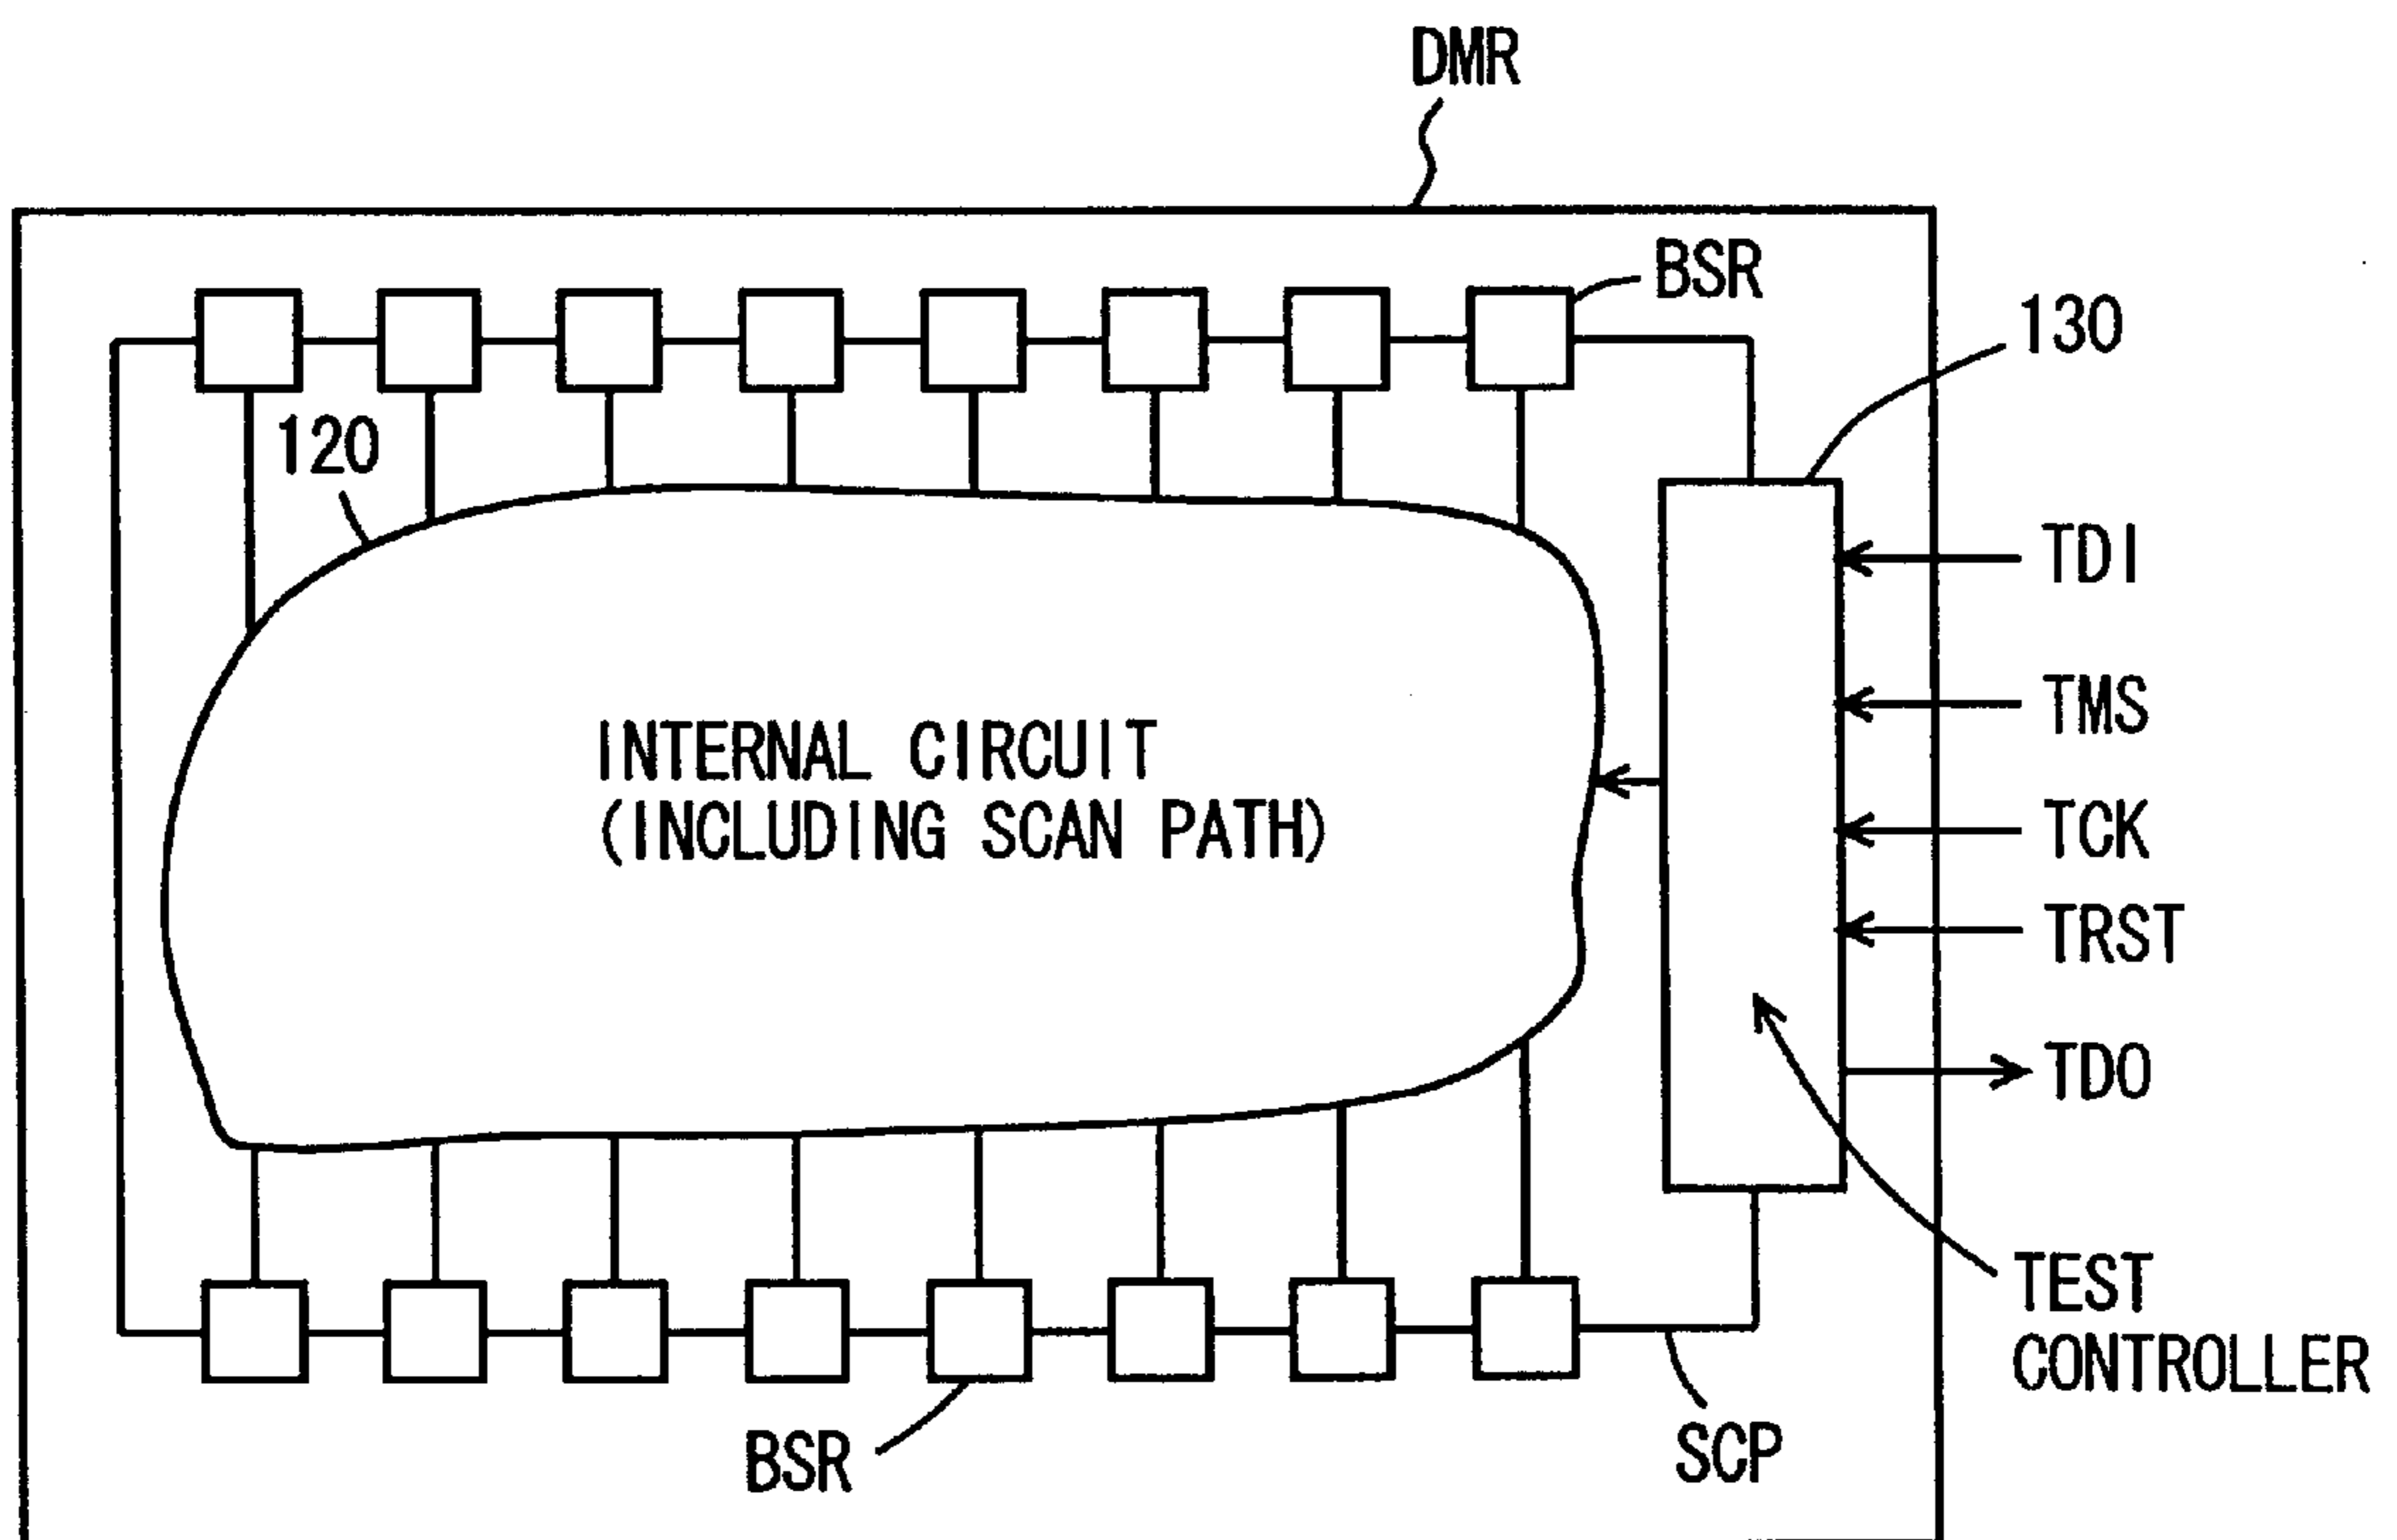 DMR
BSR
130
120
TDI
TMS
INTERNAL CIRCUIT
(INCLUDING SCAN PATH)
TCK
TRST
TDO
TEST
CONTROLLER
BSR
SCP